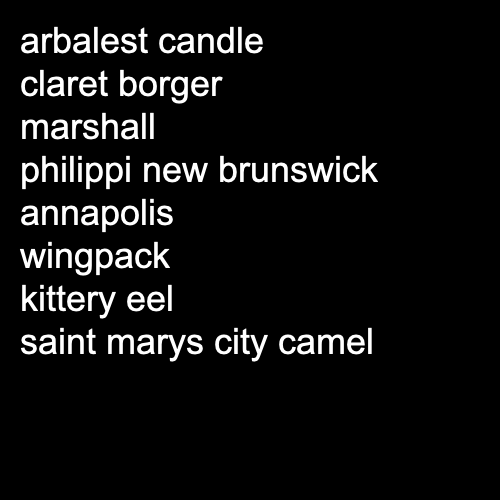 arbalest candle
claret borger
marshall
philippi new brunswick
annapolis
wingpack
kittery eel
saint marys city camel